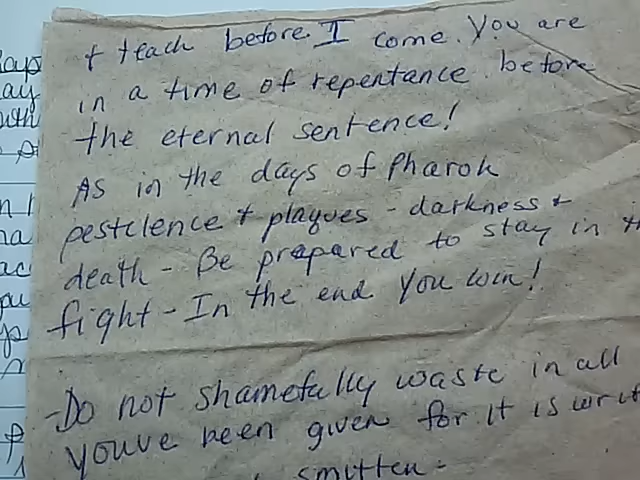 + teach before I come. You are
in a time of repentance before
the eternal sentence!
As in the days of Pharoh
pestclence + plagues - darkness +
death - Be prepared to stay in th
fight - In the end you win!
-Do not shamefully waste in all
youve been given for it is writ
smitten -